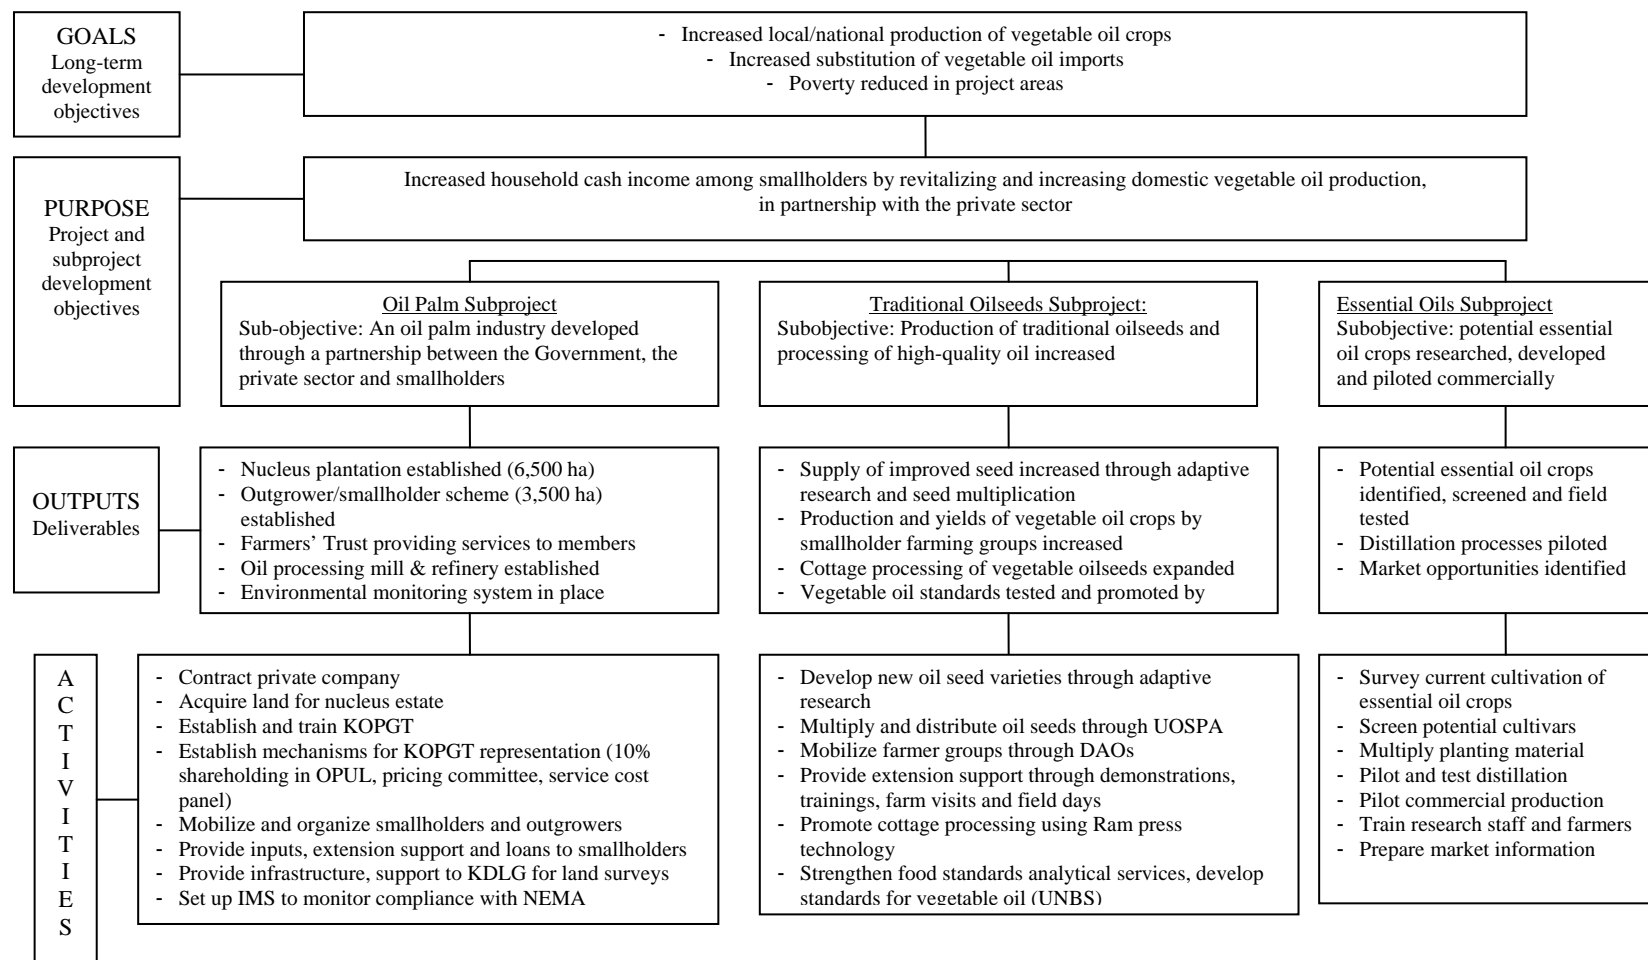 GOALS
Long-term
development
objectives
- Increased local/national production of vegetable oil crops
- Increased substitution of vegetable oil imports
- Poverty reduced in project areas
PURPOSE
Project and
subproject
development
objectives
Increased household cash income among smallholders by revitalizing and increasing domestic vegetable oil production,
in partnership with the private sector
Oil Palm Subproject
Sub-objective: An oil palm industry developed
through a partnership between the Government, the
private sector and smallholders
Traditional Oilseeds Subproject:
Subobjective: Production of traditional oilseeds and
processing of high-quality oil increased
Essential Oils Subproject
Subobjective: potential essential
oil crops researched, developed
and piloted commercially
OUTPUTS
Deliverables
- Nucleus plantation established (6,500 ha)
- Outgrower/smallholder scheme (3,500 ha)
established
- Farmers’ Trust providing services to members
- Oil processing mill & refinery established
- Environmental monitoring system in place
- Supply of improved seed increased through adaptive
research and seed multiplication
- Production and yields of vegetable oil crops by
smallholder farming groups increased
- Cottage processing of vegetable oilseeds expanded
- Vegetable oil standards tested and promoted by
- Potential essential oil crops
identified, screened and field
tested
- Distillation processes piloted
- Market opportunities identified
A
C
T
I
V
I
T
I
E
S
- Contract private company
- Acquire land for nucleus estate
- Establish and train KOPGT
- Establish mechanisms for KOPGT representation (10%
shareholding in OPUL, pricing committee, service cost
panel)
- Mobilize and organize smallholders and outgrowers
- Provide inputs, extension support and loans to smallholders
- Provide infrastructure, support to KDLG for land surveys
- Set up IMS to monitor compliance with NEMA
- Develop new oil seed varieties through adaptive
research
- Multiply and distribute oil seeds through UOSPA
- Mobilize farmer groups through DAOs
- Provide extension support through demonstrations,
trainings, farm visits and field days
- Promote cottage processing using Ram press
technology
- Strengthen food standards analytical services, develop
standards for vegetable oil (UNBS)
- Survey current cultivation of
essential oil crops
- Screen potential cultivars
- Multiply planting material
- Pilot and test distillation
- Pilot commercial production
- Train research staff and farmers
- Prepare market information